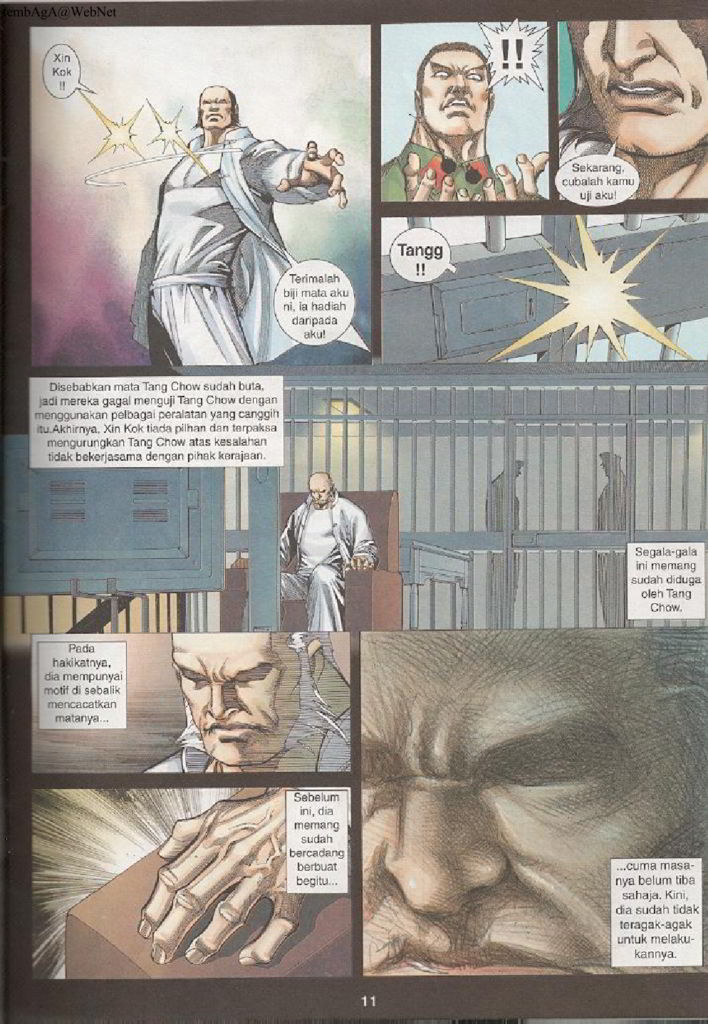 Xin
Kok
!!
!!
Terimalah
biji mata aku
ni, ia hadiah
daripada
aku!
Sekarang,
cubalah kamu
uji aku!
Tangg
!!
Disebabkan mata Tang Chow sudah buta,
jadi mereka gagal menguji Tang Chow dengan
menggunakan pelbagai peralatan yang canggih
itu.Akhirnya, Xin Kok tiada pilihan dan terpaksa
mengurungkan Tang Chow atas kesalahan
tidak bekerjasama dengan pihak kerajaan.
Segala-gala
ini memang
sudah diduga
oleh Tang
Chow.
Pada
hakikatnya,
dia mempunyai
motif di sebalik
mencacatkan
matanya...
Sebelum
ini, dia
memang
sudah
bercadang
berbuat
begitu...
...cuma masa-
nya belum tiba
sahaja. Kini,
dia sudah tidak
teragak-agak
untuk melaku-
kannya.
11